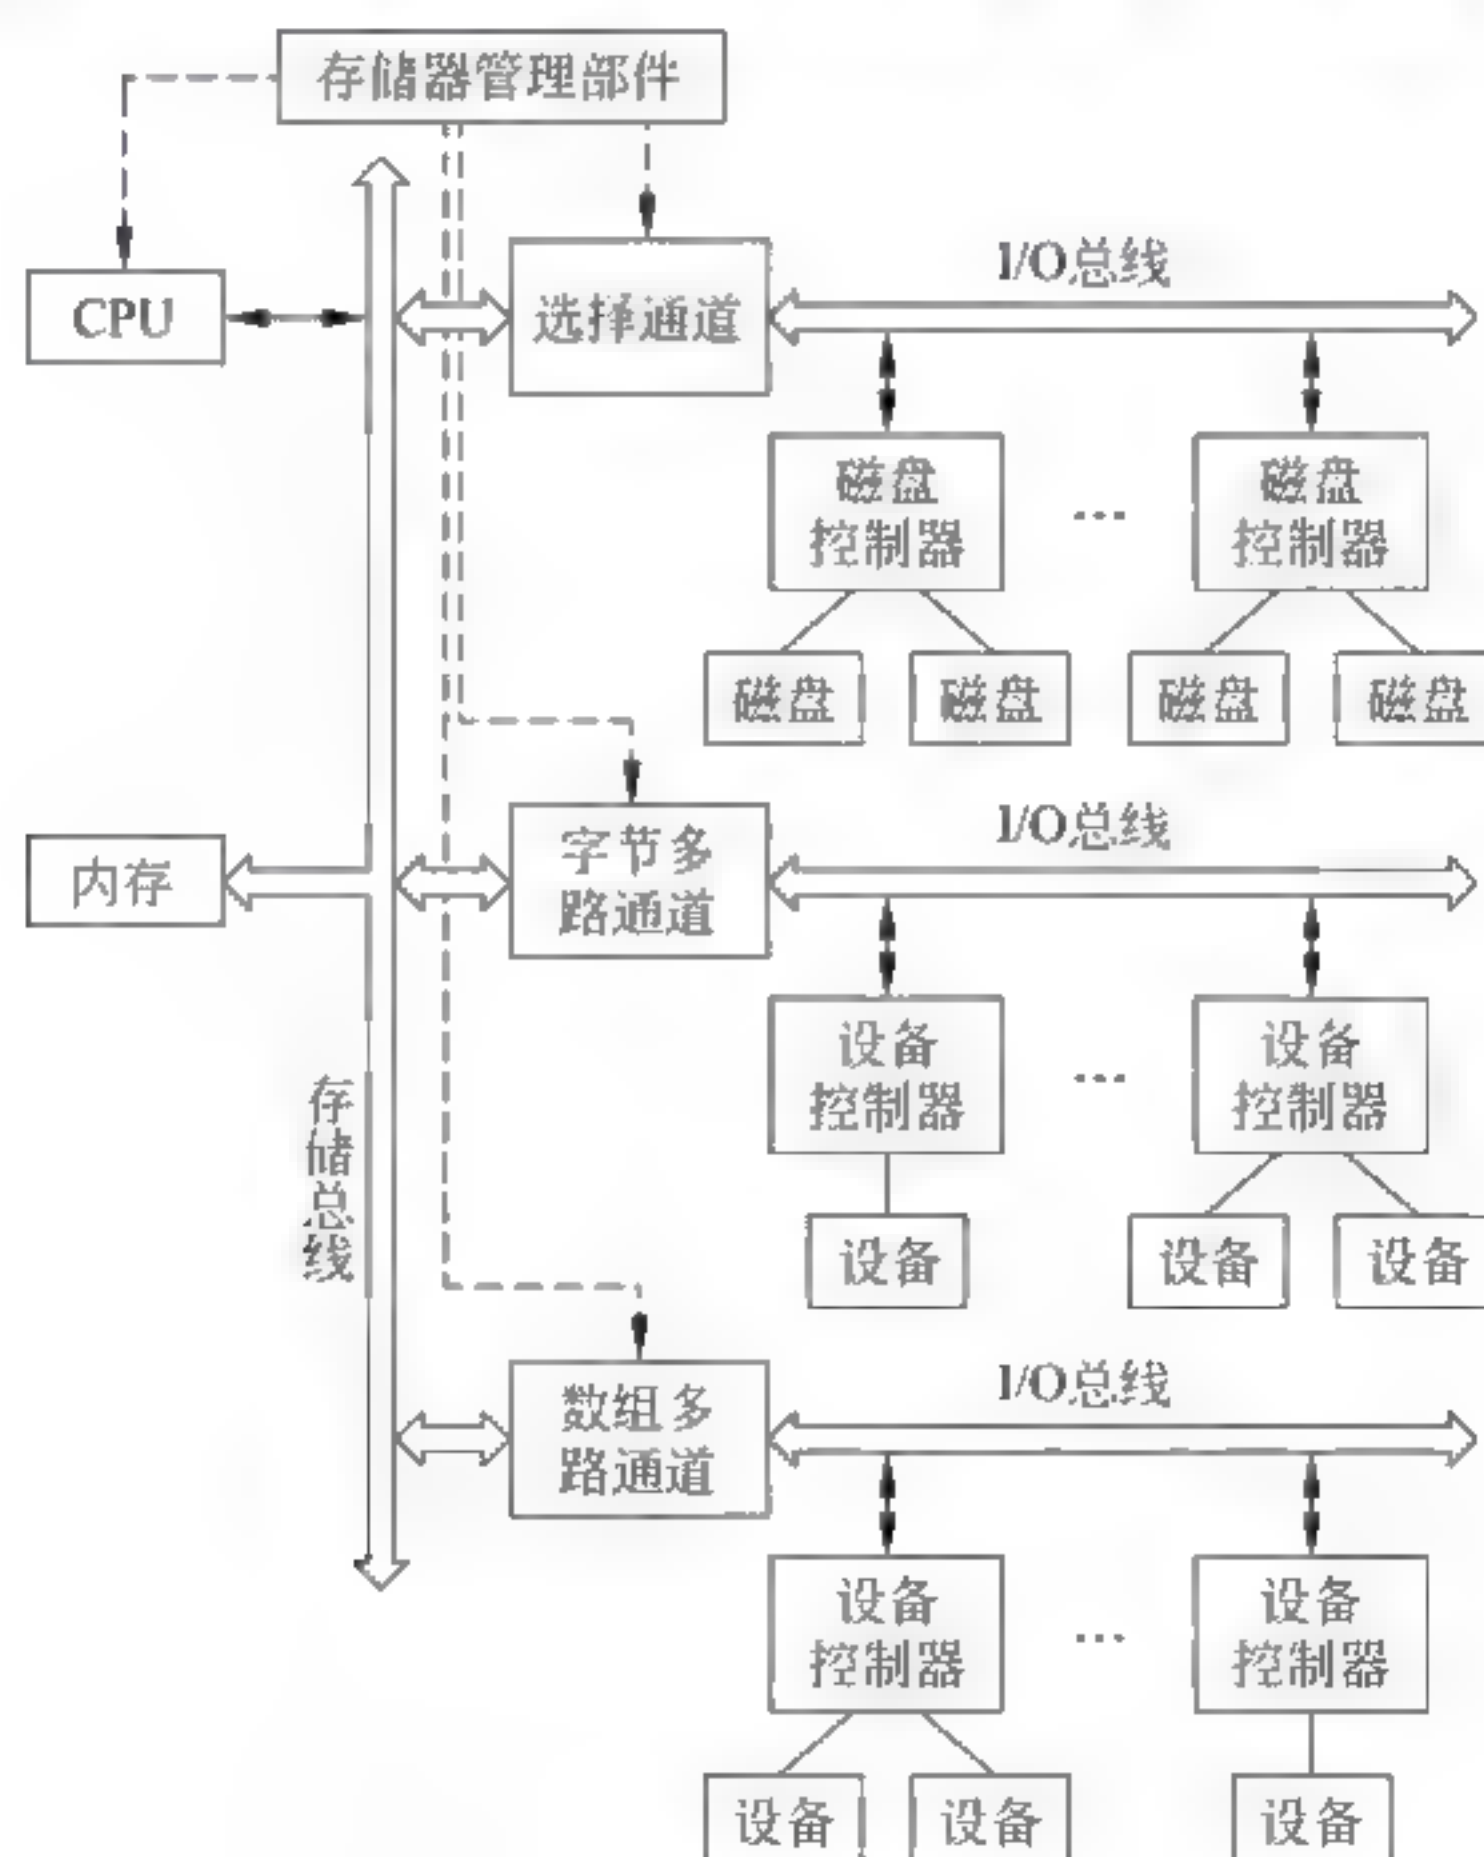 存储器管理部件
I/O总线
CPU
选择通道
磁盘
控制器
...
磁盘
控制器
磁盘
磁盘
磁盘
磁盘
I/O总线
内存
字节多
路通道
设备
控制器
...
设备
控制器
存储总线
设备
设备
设备
I/O总线
数组多
路通道
设备
控制器
...
设备
控制器
设备
设备
设备